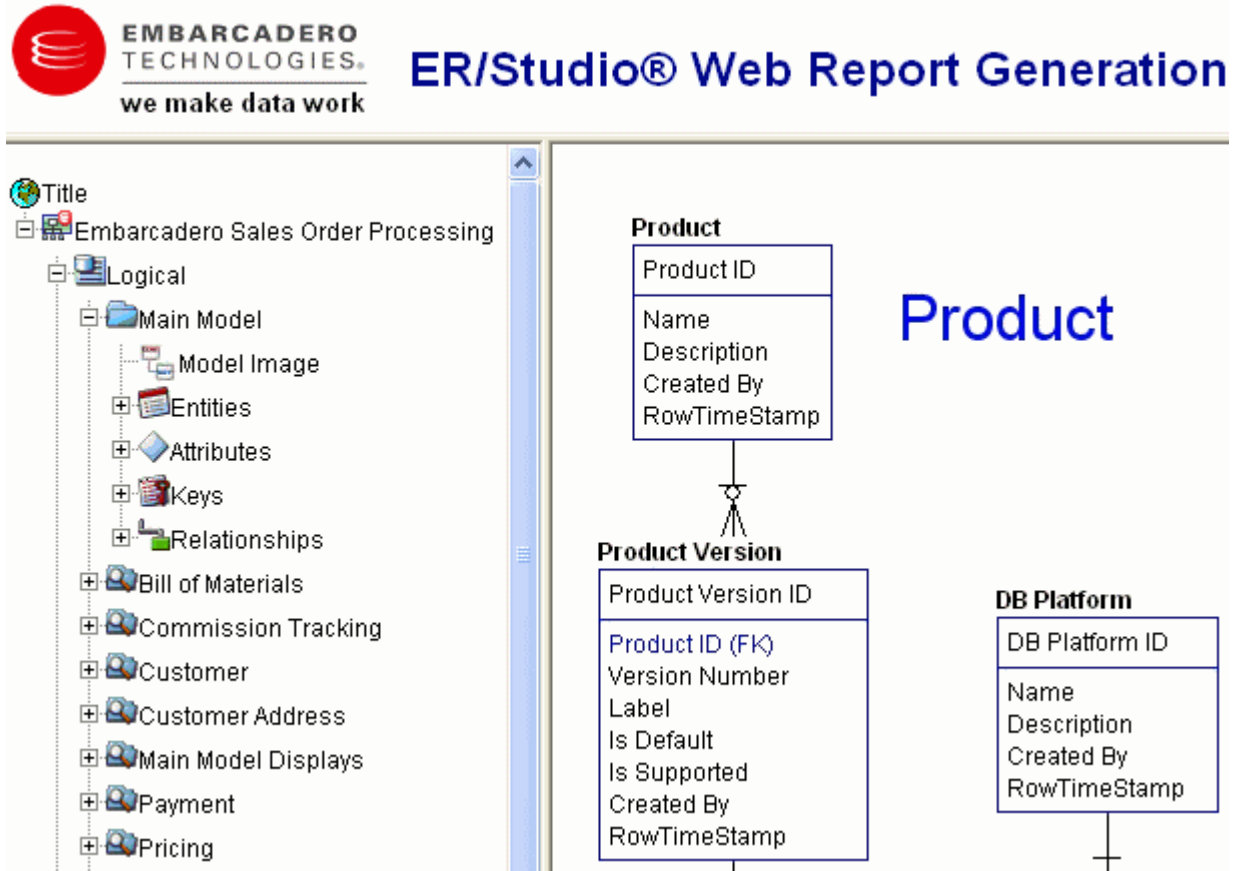 EMBARCADERO
TECHNOLOGIES®
we make data work
ER/Studio® Web Report Generation
Title
Embarcadero Sales Order Processing
Logical
Main Model
Model Image
Entities
Attributes
Keys
Relationships
Bill of Materials
Commission Tracking
Customer
Customer Address
Main Model Displays
Payment
Pricing
Product
Product ID
Name
Description
Created By
RowTimeStamp
Product
Product Version
Product Version ID
Product ID (FK)
Version Number
Label
Is Default
Is Supported
Created By
RowTimeStamp
DB Platform
DB Platform ID
Name
Description
Created By
RowTimeStamp